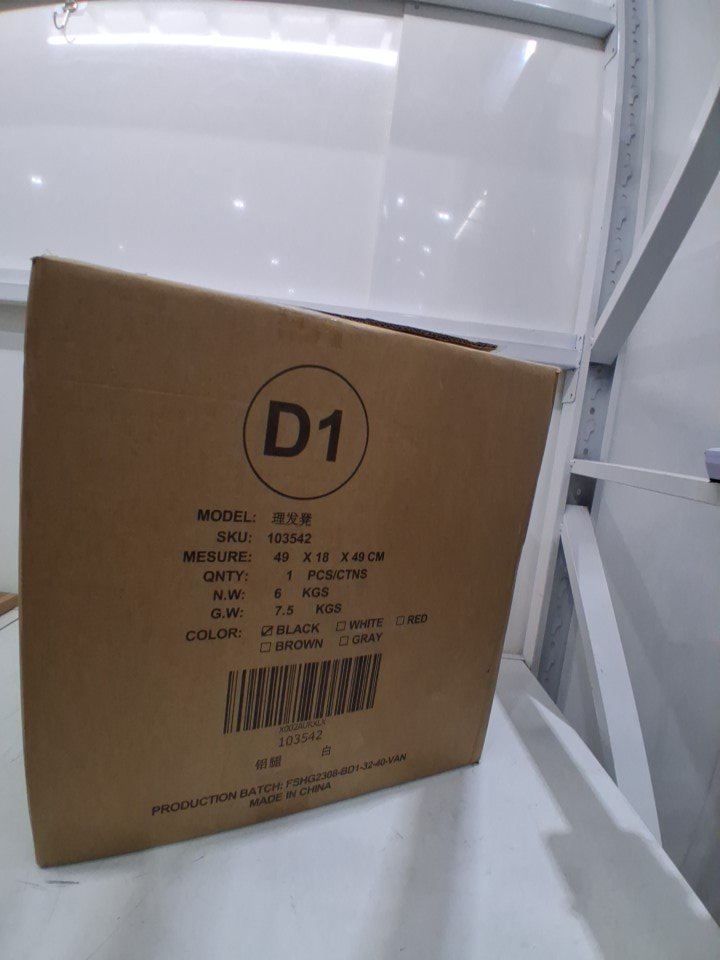 D1
MODEL: 理发凳
SKU: 103542
MESURE: 49 X 18 X 49 CM
QNTY: 1 PCS/CTNS
N.W: 6 KGS
G.W: 7.5 KGS
COLOR: ☑ BLACK ☐ WHITE ☐ RED
☐ BROWN ☐ GRAY
103542
铝腿 白
PRODUCTION BATCH: FSHG2308-BD1-32-40-VAN
MADE IN CHINA